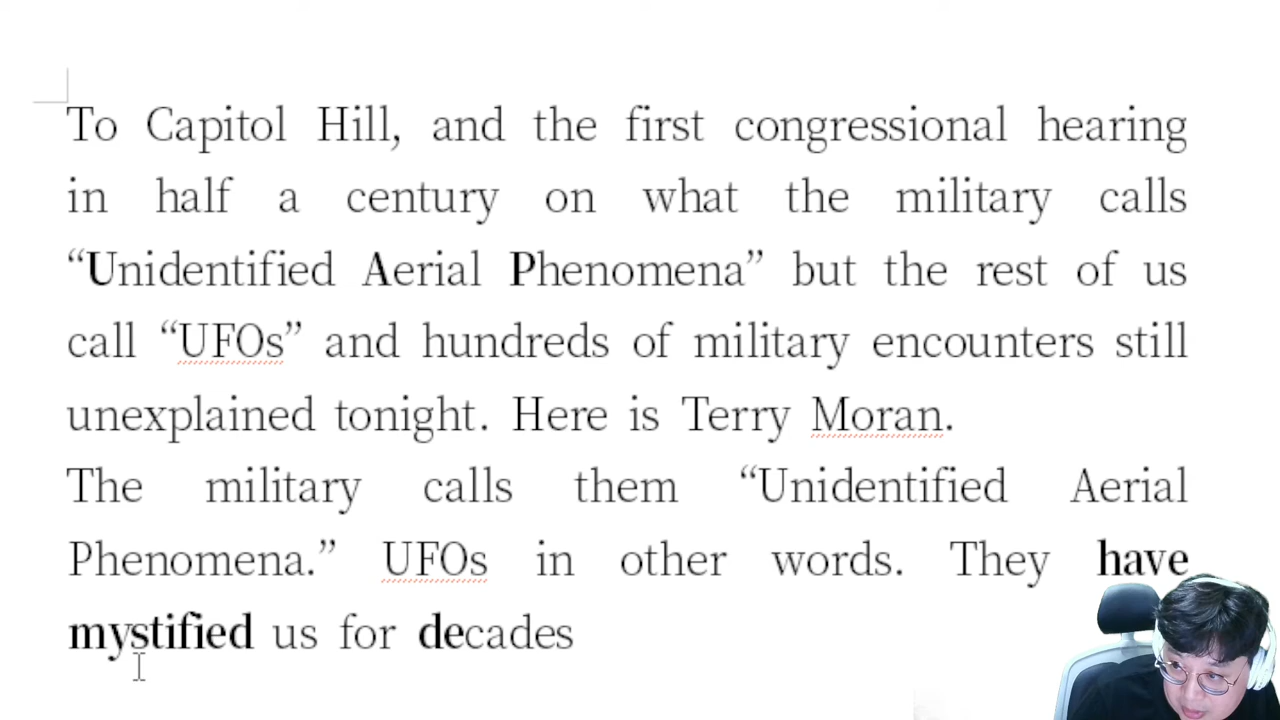 To Capitol Hill, and the first congressional hearing
in half a century on what the military calls
“Unidentified Aerial Phenomena” but the rest of us
call “UFOs” and hundreds of military encounters still
unexplained tonight. Here is Terry Moran.
The military calls them “Unidentified Aerial
Phenomena.” UFOs in other words. They have
mystified us for decades